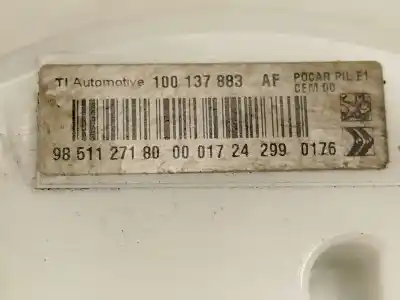 TI Automotive 100 137 883 AF POCAR PIL E1
CEM 00
98 511 271 80 00 017 24 299 0176